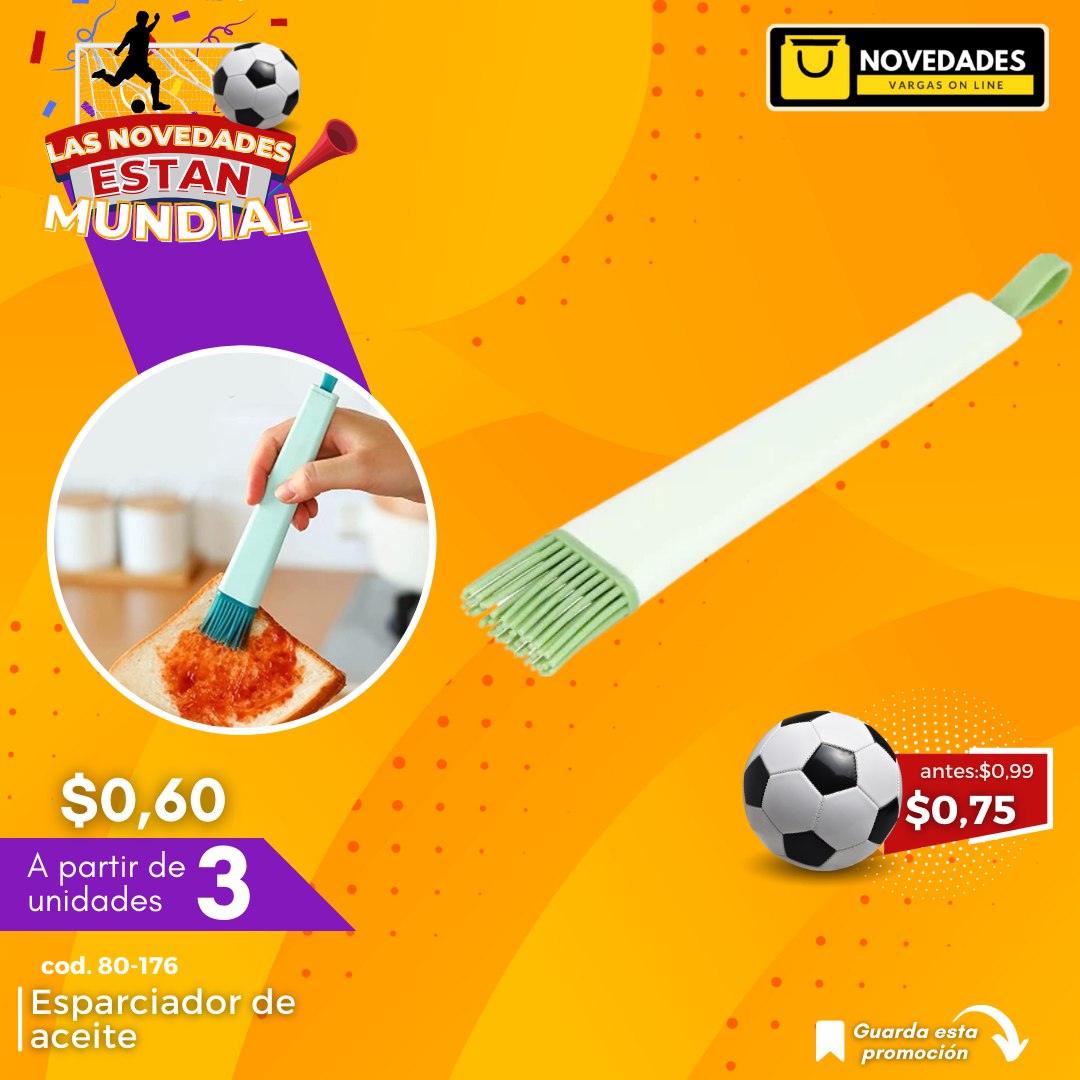 LAS NOVEDADES
ESTAN
MUNDIAL
NOVEDADES
VARGAS ON LINE
antes:$0,99
$0,75
$0,60
A partir de
unidades
3
cod. 80-176
Esparciador de
aceite
Guarda esta
promoción